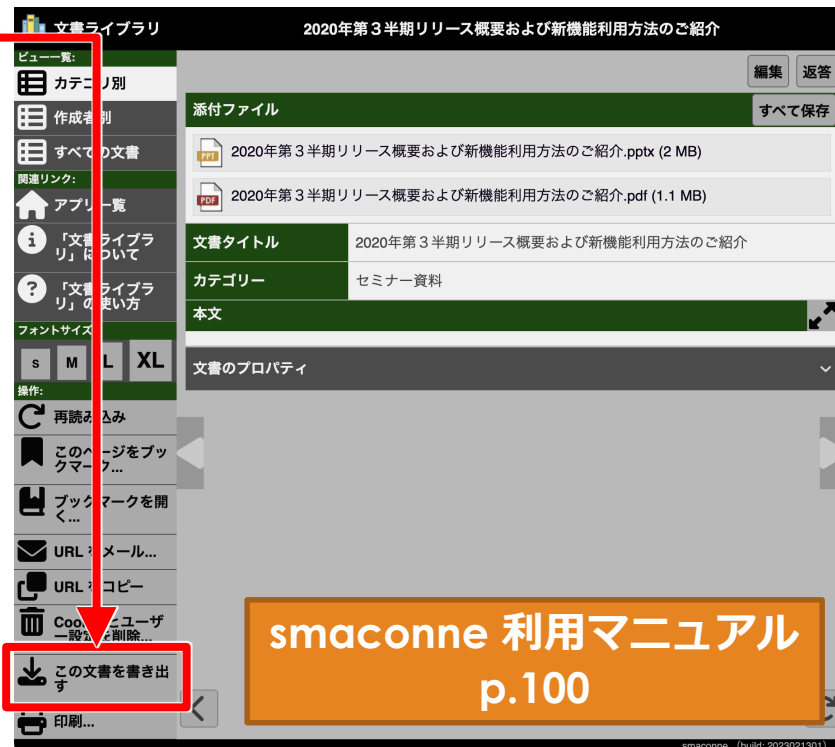 文書ライブラリ
2020年第３半期リリース概要および新機能利用方法のご紹介
ビュー一覧:
カテゴリ別
作成者別
すべての文書
関連リンク:
アプリ一覧
「文書ライブラ
リ」について
「文書ライブラ
リ」の使い方
フォントサイズ
S M L XL
操作:
再読み込み
このページをブッ
クマーク...
ブックマークを開
く...
URL をメール...
URL をコピー
Cookie とユーザ
ー設定を削除...
この文書を書き出
す
印刷...
編集 返答
添付ファイル すべて保存
PPT 2020年第３半期リリース概要および新機能利用方法のご紹介.pptx (2 MB)
PDF 2020年第３半期リリース概要および新機能利用方法のご紹介.pdf (1.1 MB)
文書タイトル 2020年第３半期リリース概要および新機能利用方法のご紹介
カテゴリー セミナー資料
本文
文書のプロパティ
smaconne 利用マニュアル
p.100
smaconne （build: 2023021301）